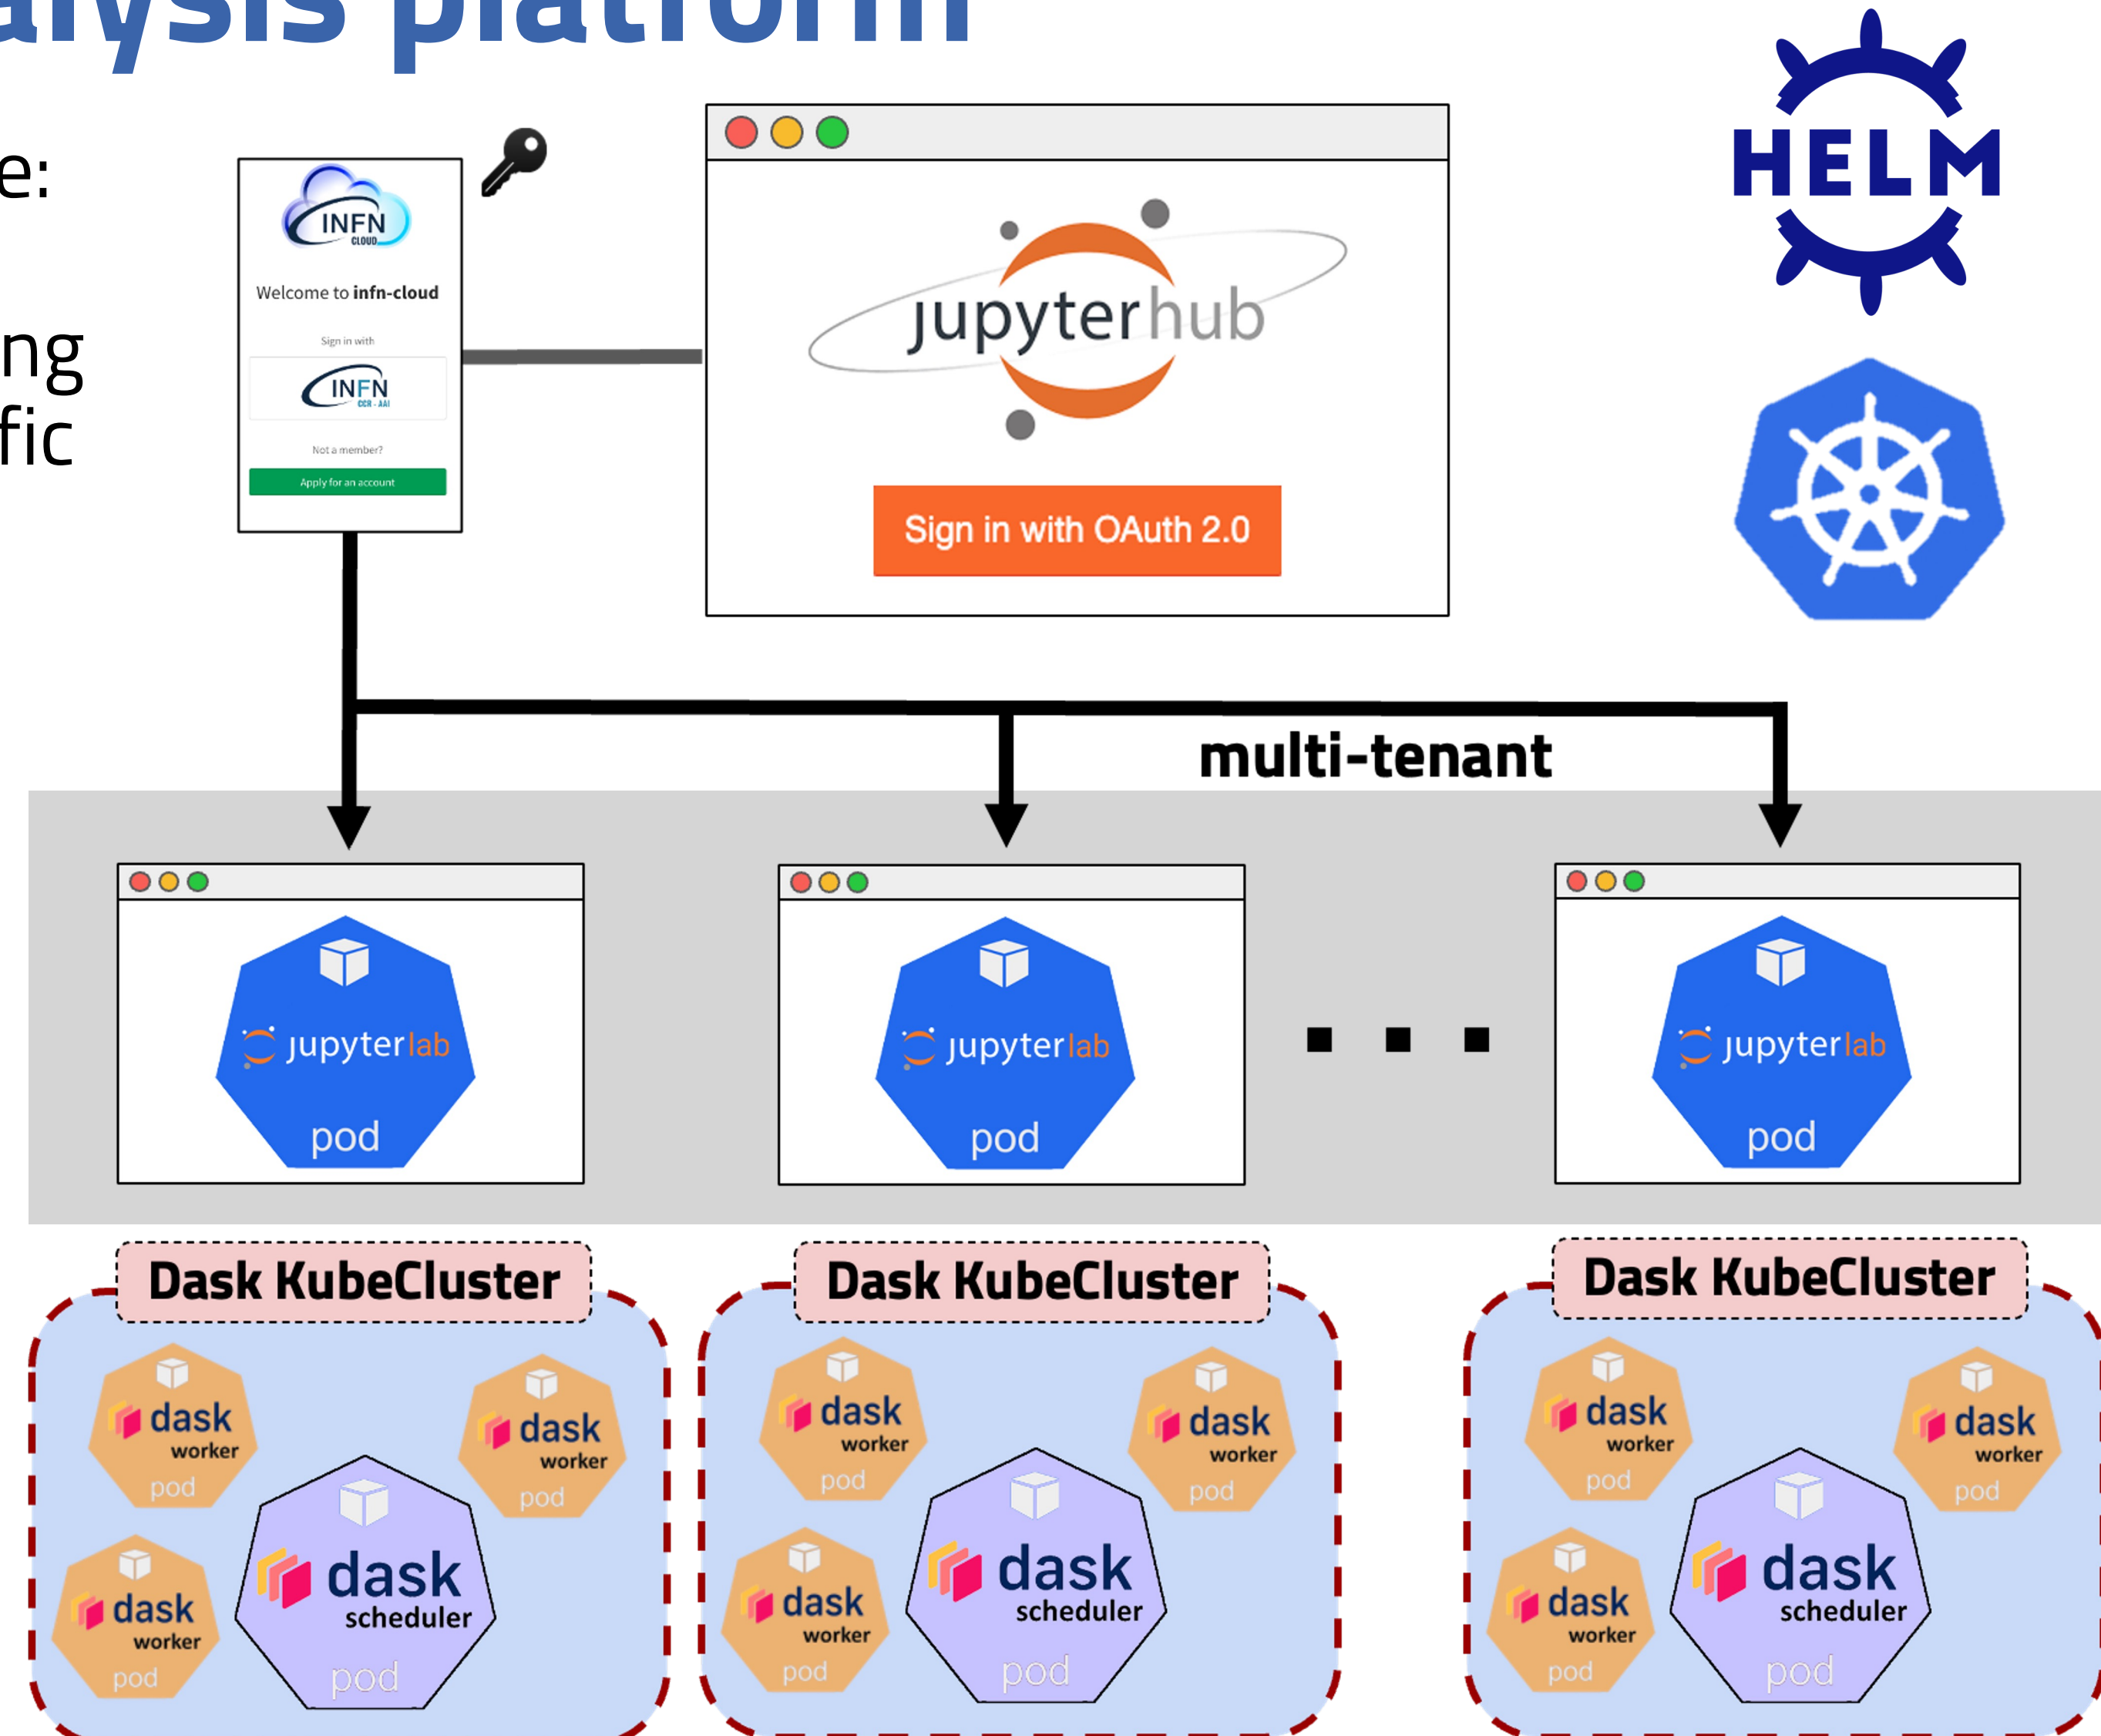 alysis platform
e:
ng
fic
INFN
CLOUD
Welcome to infn-cloud
Sign in with
INFN
CCR - AAI
Not a member?
Apply for an account
jupyterhub
Sign in with OAuth 2.0
HELM
multi-tenant
jupyterlab
pod
jupyterlab
pod
jupyterlab
pod
Dask KubeCluster
dask
worker
pod
dask
worker
pod
dask
worker
pod
dask
scheduler
pod
Dask KubeCluster
dask
worker
pod
dask
worker
pod
dask
worker
pod
dask
scheduler
pod
Dask KubeCluster
dask
worker
pod
dask
worker
pod
dask
worker
pod
dask
scheduler
pod